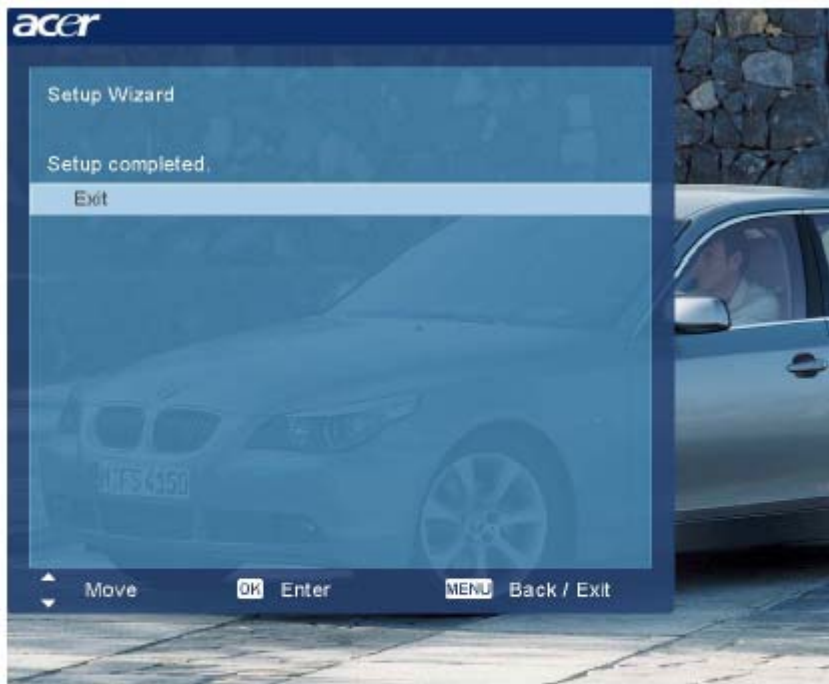 acer
Setup Wizard
Setup completed.
Exit
Move
OK Enter
MENU Back / Exit